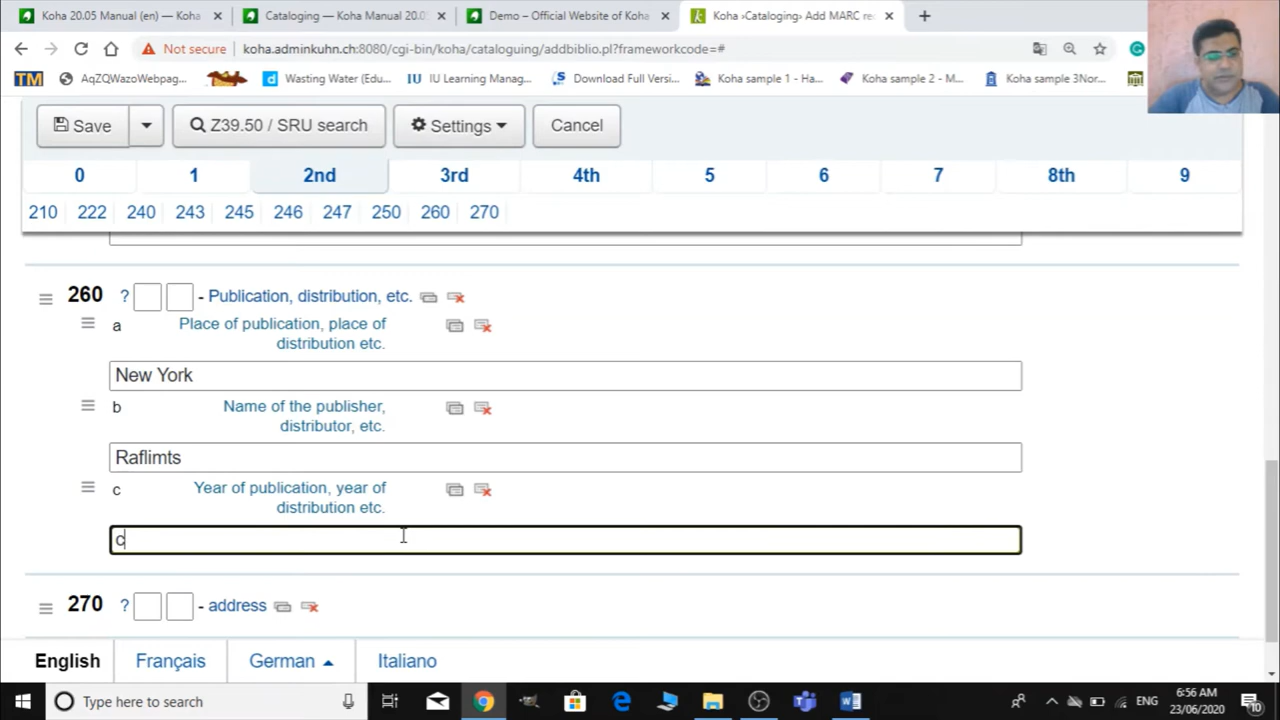 Koha 20.05 Manual (en) — Koha
Cataloging — Koha Manual 20.0
Demo – Official Website of Koha
Koha ›Cataloging› Add MARC rec
Not secure
koha.adminkuhn.ch:8080/cgi-bin/koha/cataloguing/addbiblio.pl?frameworkcode=#
TM
AqZQWazoWebpag...
Wasting Water (Edu...
IU
IU Learning Manag...
Download Full Versi...
Koha sample 1 - Ha...
Koha sample 2 - M...
Koha sample 3Nor...
Save
Z39.50 / SRU search
Settings
Cancel
0
1
2nd
3rd
4th
5
6
7
8th
9
210
222
240
243
245
246
247
250
260
270
260 ? - Publication, distribution, etc.
a
Place of publication, place of
distribution etc.
New York
b
Name of the publisher,
distributor, etc.
Raflimts
c
Year of publication, year of
distribution etc.
c
270 ? - address
English
Français
German
Italiano
Type here to search
ENG
6:56 AM
23/06/2020
10